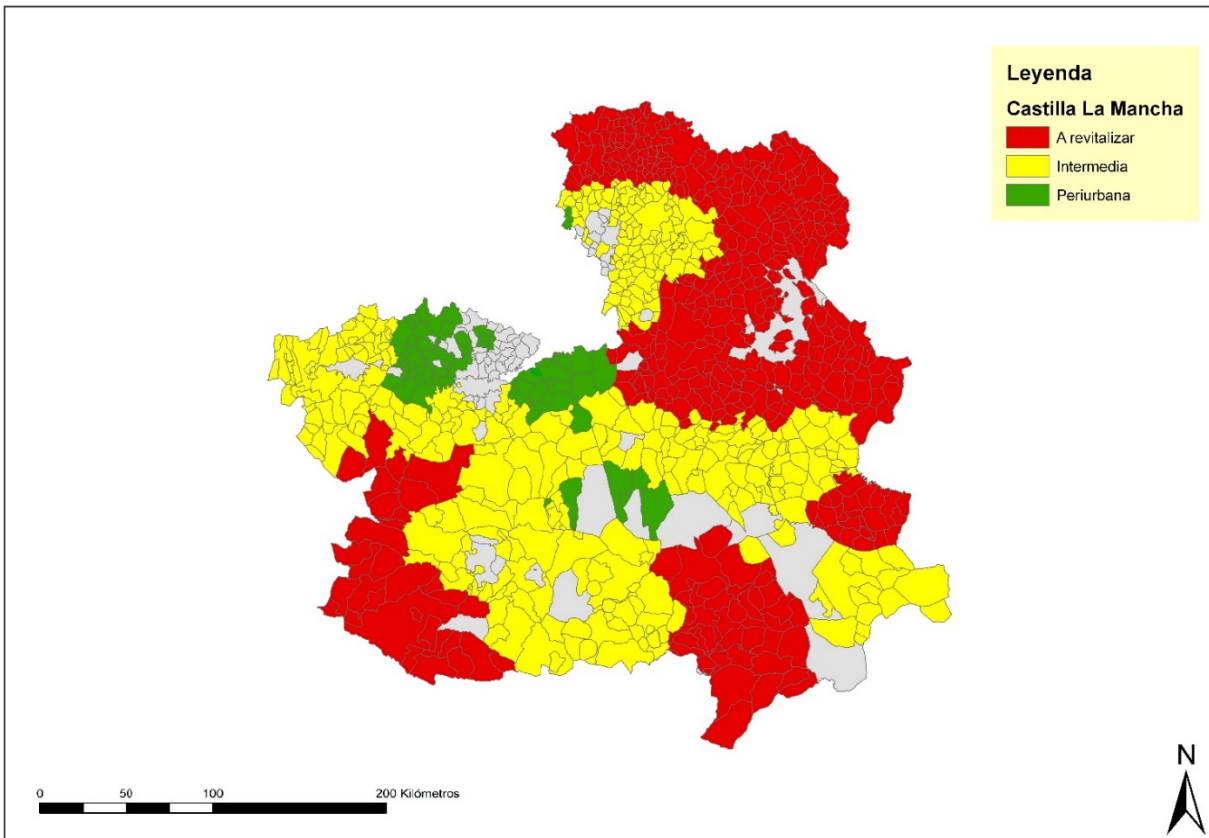 Leyenda
Castilla La Mancha
A revitalizar
Intermedia
Periurbana
0 50 100 200 Kilómetros
N